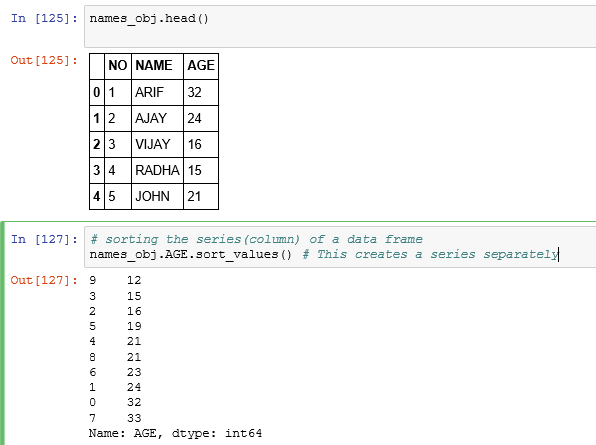 In [125]: names_obj.head()
Out[125]:
NO NAME AGE
0 1 ARIF 32
1 2 AJAY 24
2 3 VIJAY 16
3 4 RADHA 15
4 5 JOHN 21
In [127]: # sorting the series(column) of a data frame
names_obj.AGE.sort_values() # This creates a series separately
Out[127]: 9 12
3 15
2 16
5 19
4 21
8 21
6 23
1 24
0 32
7 33
Name: AGE, dtype: int64